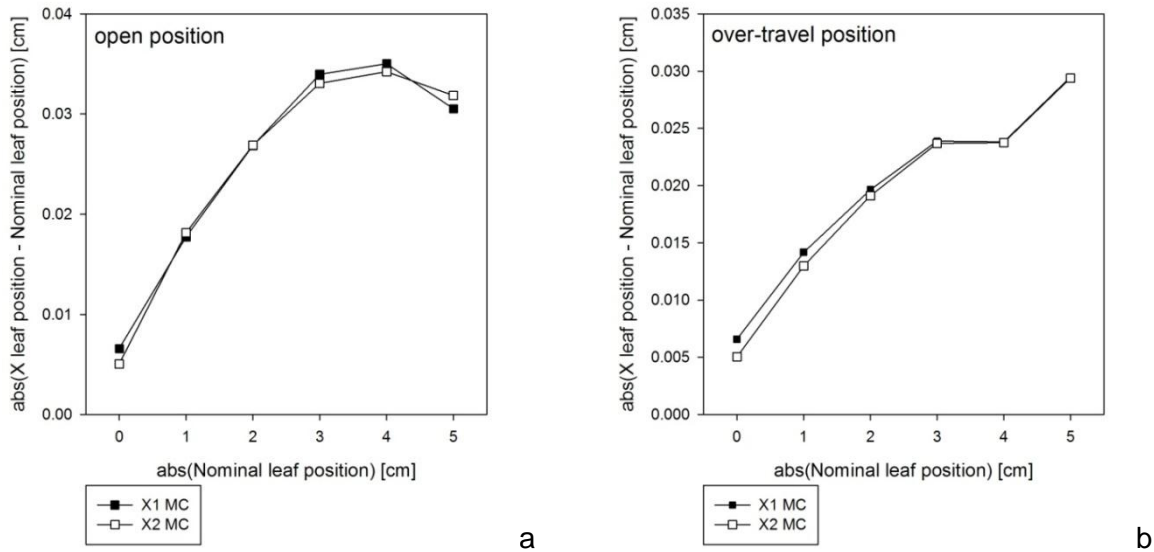 open position
abs(X leaf position - Nominal leaf position) [cm]
0.04
0.03
0.02
0.01
0.00
0 1 2 3 4 5
abs(Nominal leaf position) [cm]
X1 MC
X2 MC
a
over-travel position
abs(X leaf position - Nominal leaf position) [cm]
0.030
0.025
0.020
0.015
0.010
0.005
0.000
0 1 2 3 4 5
abs(Nominal leaf position) [cm]
X1 MC
X2 MC
b